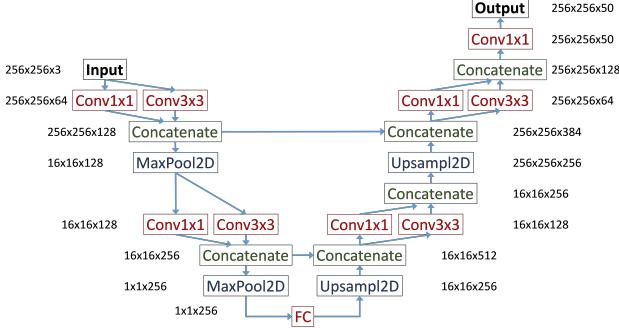 Output 256x256x50
Conv1x1 256x256x50
256x256x3 Input Concatenate 256x256x128
256x256x64 Conv1x1 Conv3x3 Conv1x1 Conv3x3 256x256x64
256x256x128 Concatenate Concatenate 256x256x384
16x16x128 MaxPool2D Upsampl2D 256x256x256
Concatenate 16x16x256
16x16x128 Conv1x1 Conv3x3 Conv1x1 Conv3x3 16x16x128
16x16x256 Concatenate Concatenate 16x16x512
1x1x256 MaxPool2D Upsampl2D 16x16x256
1x1x256 FC